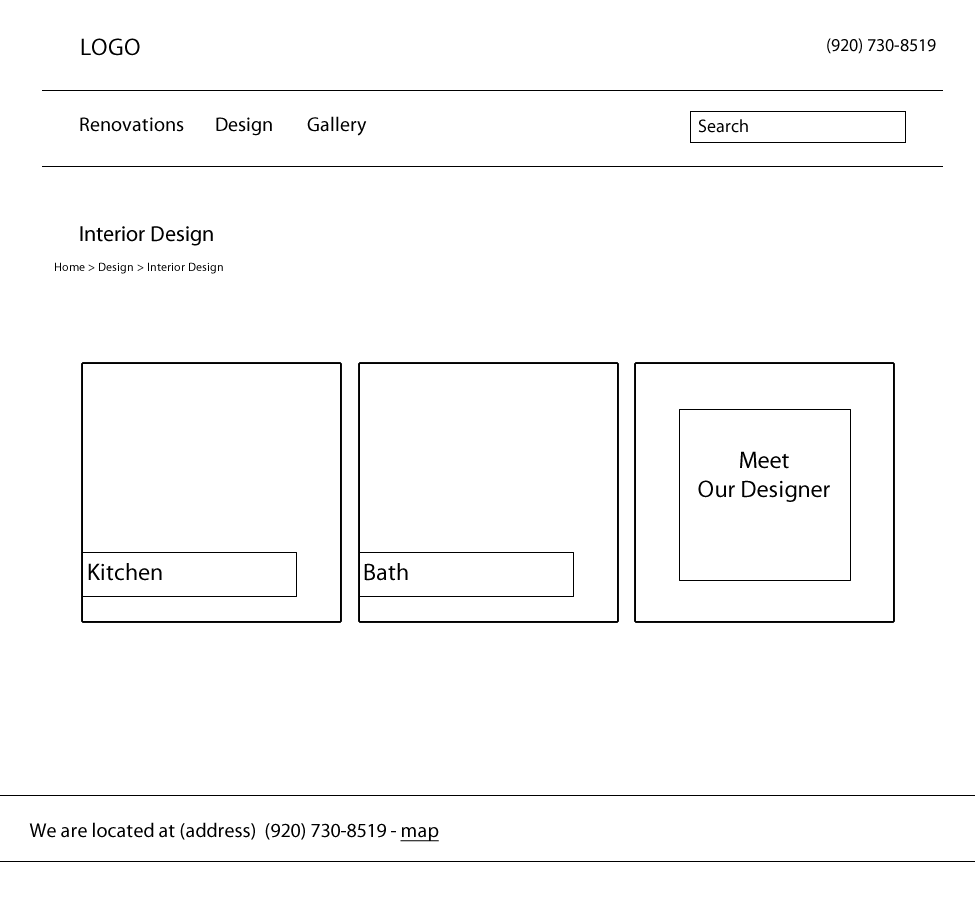 LOGO
(920) 730-8519
Renovations Design Gallery
Search
Interior Design
Home > Design > Interior Design
Kitchen
Bath
Meet
Our Designer
We are located at (address) (920) 730-8519 - map